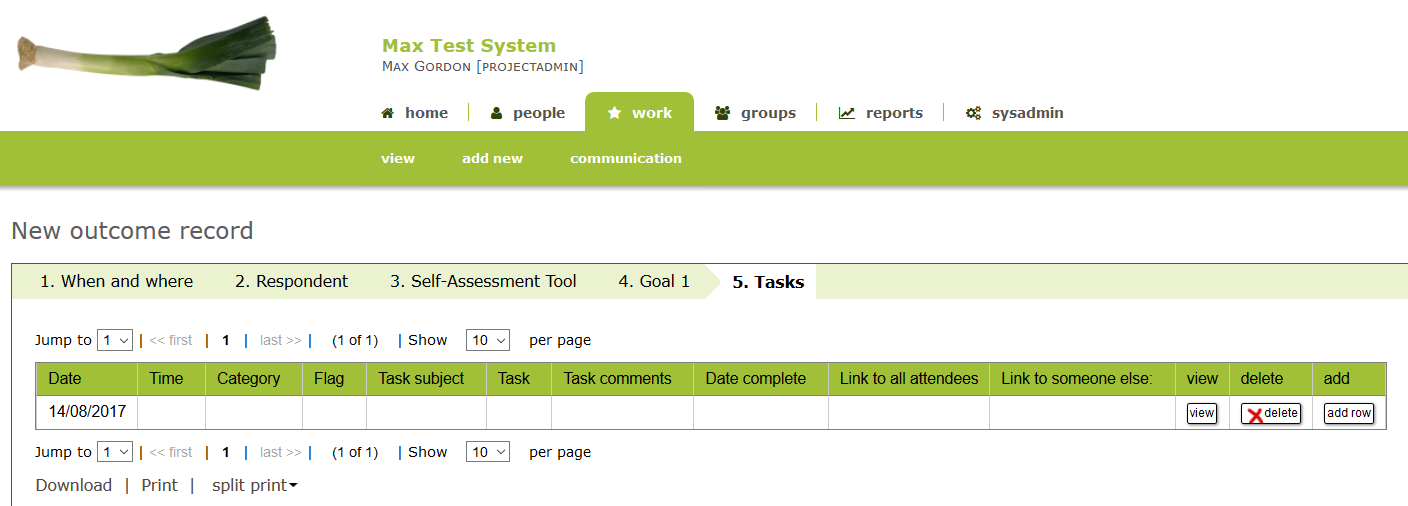 Max Test System
MAX GORDON [PROJECTADMIN]
home people work groups reports sysadmin
view add new communication
New outcome record
1. When and where 2. Respondent 3. Self-Assessment Tool 4. Goal 1 5. Tasks
Jump to 1 | << first | 1 | last >> | (1 of 1) | Show 10 per page
Date Time Category Flag Task subject Task Task comments Date complete Link to all attendees Link to someone else: view delete add
14/08/2017 view delete add row
Jump to 1 | << first | 1 | last >> | (1 of 1) | Show 10 per page
Download | Print | split print